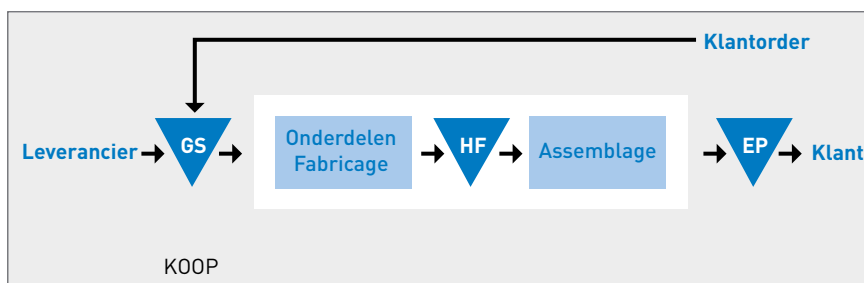 Klantorder
Leverancier
GS
Onderdelen
Fabricage
HF
Assemblage
EP
Klant
KOOP